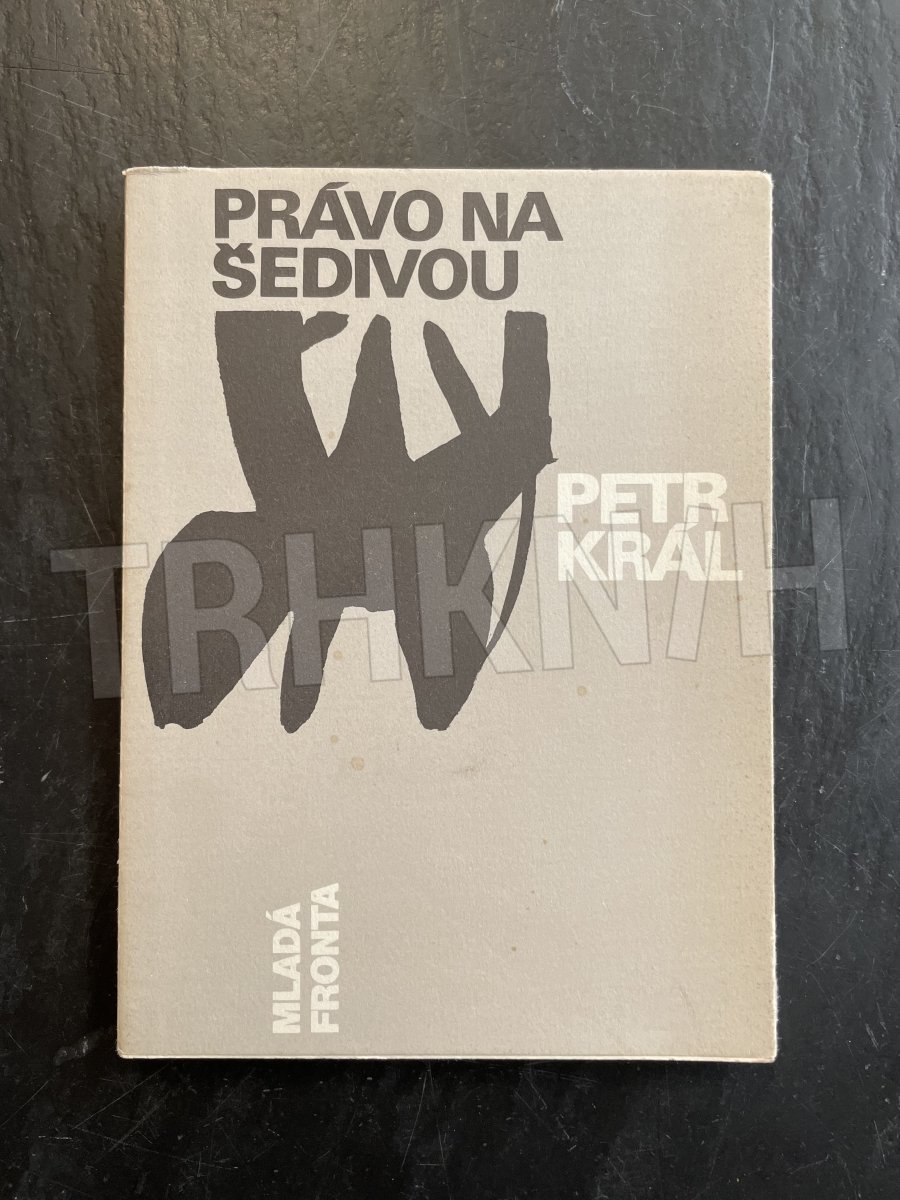 PRÁVO NA
ŠEDIVOU
PETR
KRÁL
TRHKNIH
MLADÁ
FRONTA